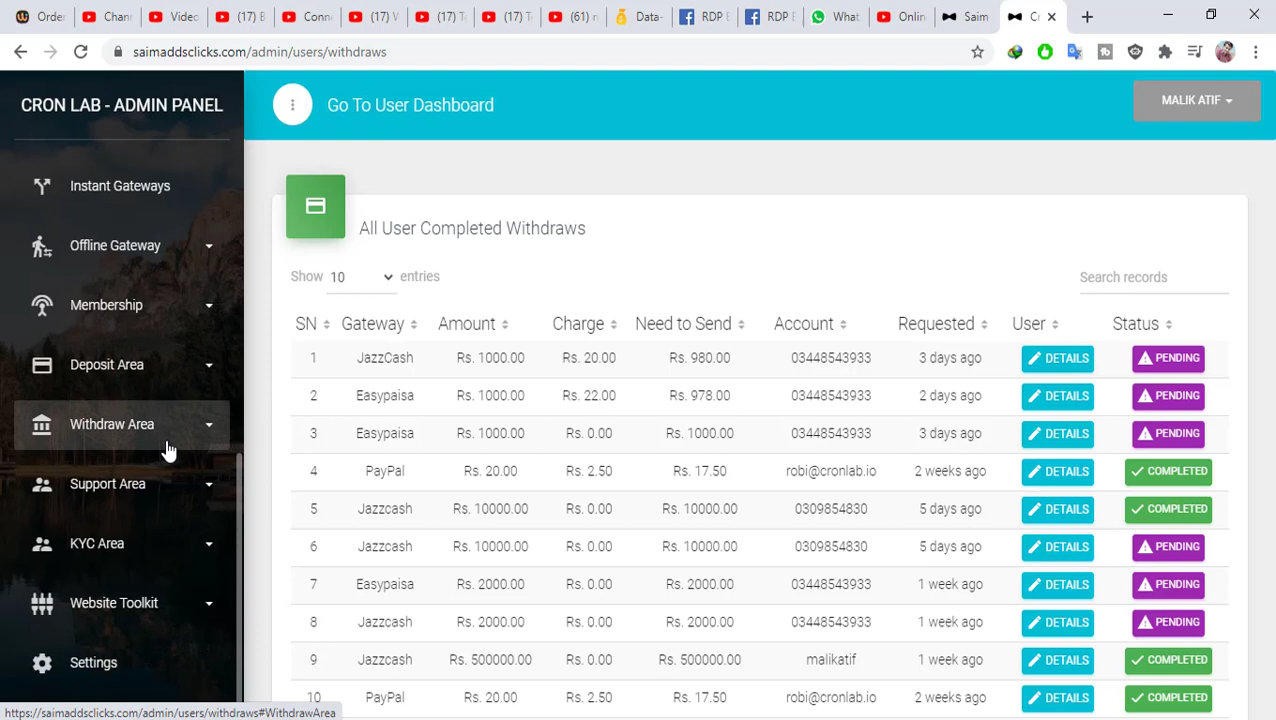 Order
Chan
Video
(17) B
Conn
(17) V
(17) T
(17) T
(61) n
Data-
RDP E
RDP E
What.
Onlin
Saim
Cr
saimaddsclicks.com/admin/users/withdraws
CRON LAB - ADMIN PANEL
Go To User Dashboard
MALIK ATIF
Instant Gateways
Offline Gateway
Membership
Deposit Area
Withdraw Area
Support Area
KYC Area
Website Toolkit
Settings
All User Completed Withdraws
Show 10 entries
Search records
SN Gateway Amount Charge Need to Send Account Requested User Status
1 JazzCash Rs. 1000.00 Rs. 20.00 Rs. 980.00 03448543933 3 days ago DETAILS PENDING
2 Easypaisa Rs. 1000.00 Rs. 22.00 Rs. 978.00 03448543933 2 days ago DETAILS PENDING
3 Easypaisa Rs. 1000.00 Rs. 0.00 Rs. 1000.00 03448543933 3 days ago DETAILS PENDING
4 PayPal Rs. 20.00 Rs. 2.50 Rs. 17.50 robi@cronlab.io 2 weeks ago DETAILS COMPLETED
5 Jazzcash Rs. 10000.00 Rs. 0.00 Rs. 10000.00 0309854830 5 days ago DETAILS COMPLETED
6 Jazzcash Rs. 10000.00 Rs. 0.00 Rs. 10000.00 0309854830 5 days ago DETAILS PENDING
7 Easypaisa Rs. 2000.00 Rs. 0.00 Rs. 2000.00 03448543933 1 week ago DETAILS PENDING
8 Jazzcash Rs. 2000.00 Rs. 0.00 Rs. 2000.00 03448543933 1 week ago DETAILS PENDING
9 Jazzcash Rs. 500000.00 Rs. 0.00 Rs. 500000.00 malikatif 1 week ago DETAILS COMPLETED
10 PayPal Rs. 20.00 Rs. 2.50 Rs. 17.50 robi@cronlab.io 2 weeks ago DETAILS COMPLETED
https://saimaddsclicks.com/admin/users/withdraws#WithdrawArea